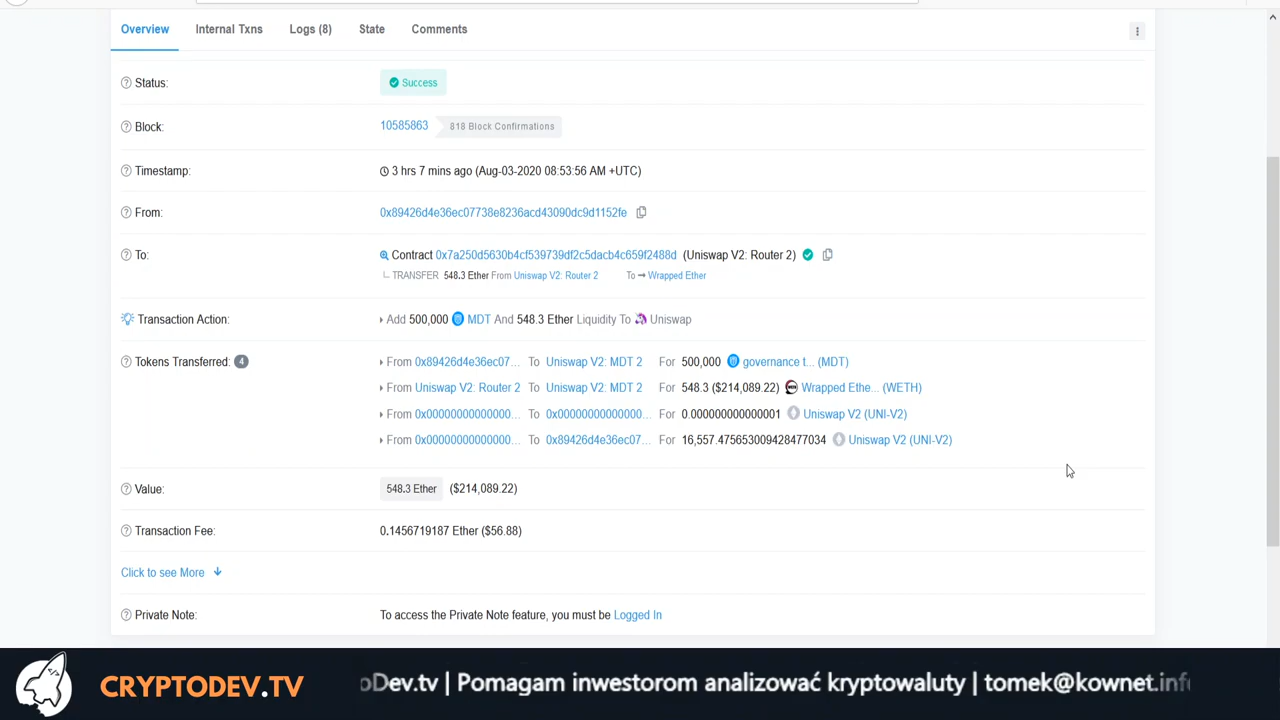 Overview Internal Txns Logs (8) State Comments
Status: Success
Block: 10585863 818 Block Confirmations
Timestamp: 3 hrs 7 mins ago (Aug-03-2020 08:53:56 AM +UTC)
From: 0x89426d4e36ec07738e8236acd43090dc9d1152fe
To: Contract 0x7a250d5630b4cf539739df2c5dacb4c659f2488d (Uniswap V2: Router 2)
TRANSFER 548.3 Ether From Uniswap V2: Router 2 To → Wrapped Ether
Transaction Action: Add 500,000 MDT And 548.3 Ether Liquidity To Uniswap
Tokens Transferred: 4 From 0x89426d4e36ec07... To Uniswap V2: MDT 2 For 500,000 governance t... (MDT)
From Uniswap V2: Router 2 To Uniswap V2: MDT 2 For 548.3 ($214,089.22) Wrapped Ethe... (WETH)
From 0x00000000000000... To 0x00000000000000... For 0.000000000000001 Uniswap V2 (UNI-V2)
From 0x00000000000000... To 0x89426d4e36ec07... For 16,557.475653009428477034 Uniswap V2 (UNI-V2)
Value: 548.3 Ether ($214,089.22)
Transaction Fee: 0.1456719187 Ether ($56.88)
Click to see More
Private Note: To access the Private Note feature, you must be Logged In
CRYPTODEV.TV oDev.tv | Pomagam inwestorom analizować kryptowaluty | tomek@kownet.info